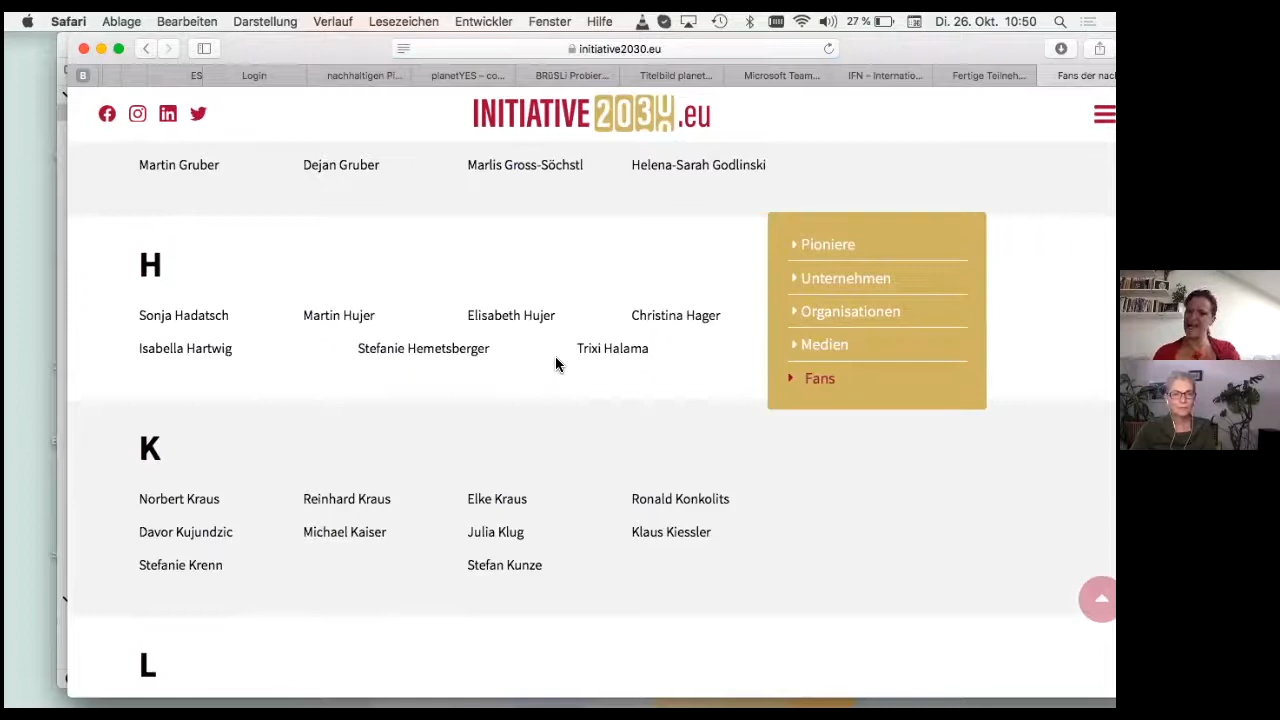 Safari Ablage Bearbeiten Darstellung Verlauf Lesezeichen Entwickler Fenster Hilfe 27 % Di. 26. Okt. 10:50
initiative2030.eu
B ES Login nachhaltigen Pl... planetYES – co... BRüSLi Probier... Titelbild planet... Microsoft Team... IFN – Internatio... Fertige Teilneh... Fans der nach
INITIATIVE 2030.eu
Martin Gruber Dejan Gruber Marlis Gross-Söchstl Helena-Sarah Godlinski
H
Sonja Hadatsch Martin Hujer Elisabeth Hujer Christina Hager
Isabella Hartwig Stefanie Hemetsberger Trixi Halama
Pioniere
Unternehmen
Organisationen
Medien
Fans
K
Norbert Kraus Reinhard Kraus Elke Kraus Ronald Konkolits
Davor Kujundzic Michael Kaiser Julia Klug Klaus Kiessler
Stefanie Krenn Stefan Kunze
L